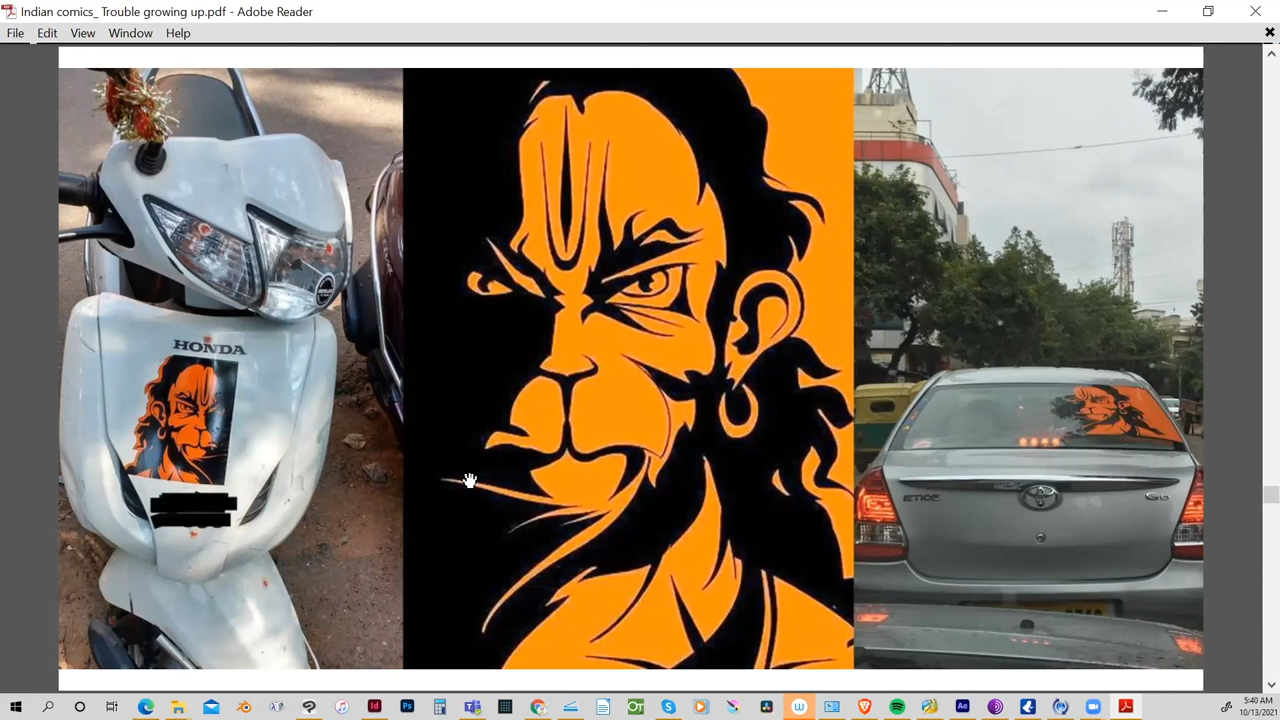 Indian comics_ Trouble growing up.pdf - Adobe Reader
File Edit View Window Help
HONDA
ETIOS
5:40 AM
10/13/2021